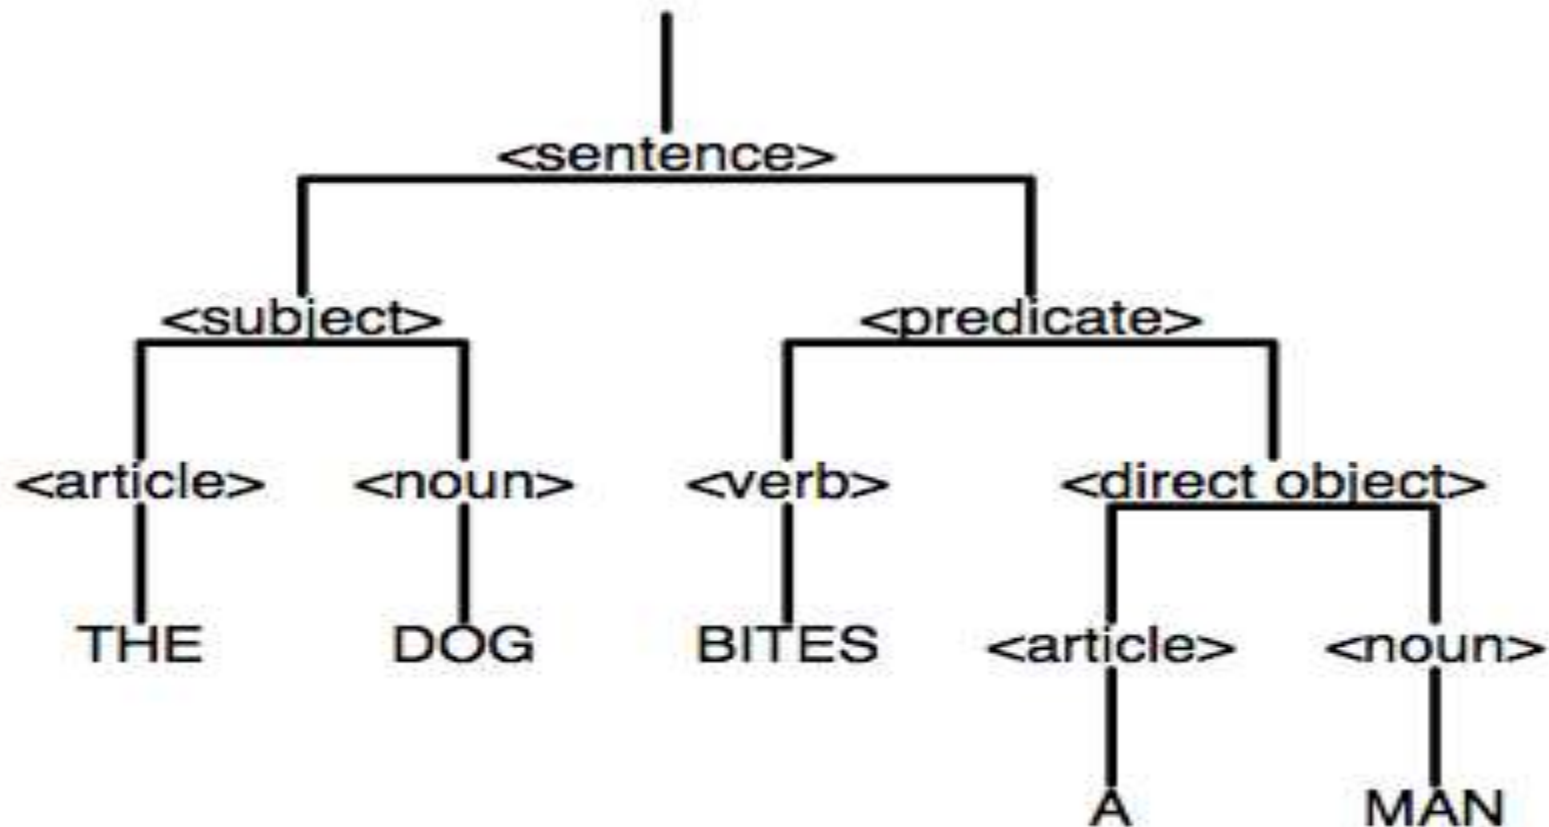 <sentence>
<subject> <predicate>
<article> <noun> <verb> <direct object>
THE DOG BITES <article> <noun>
A MAN